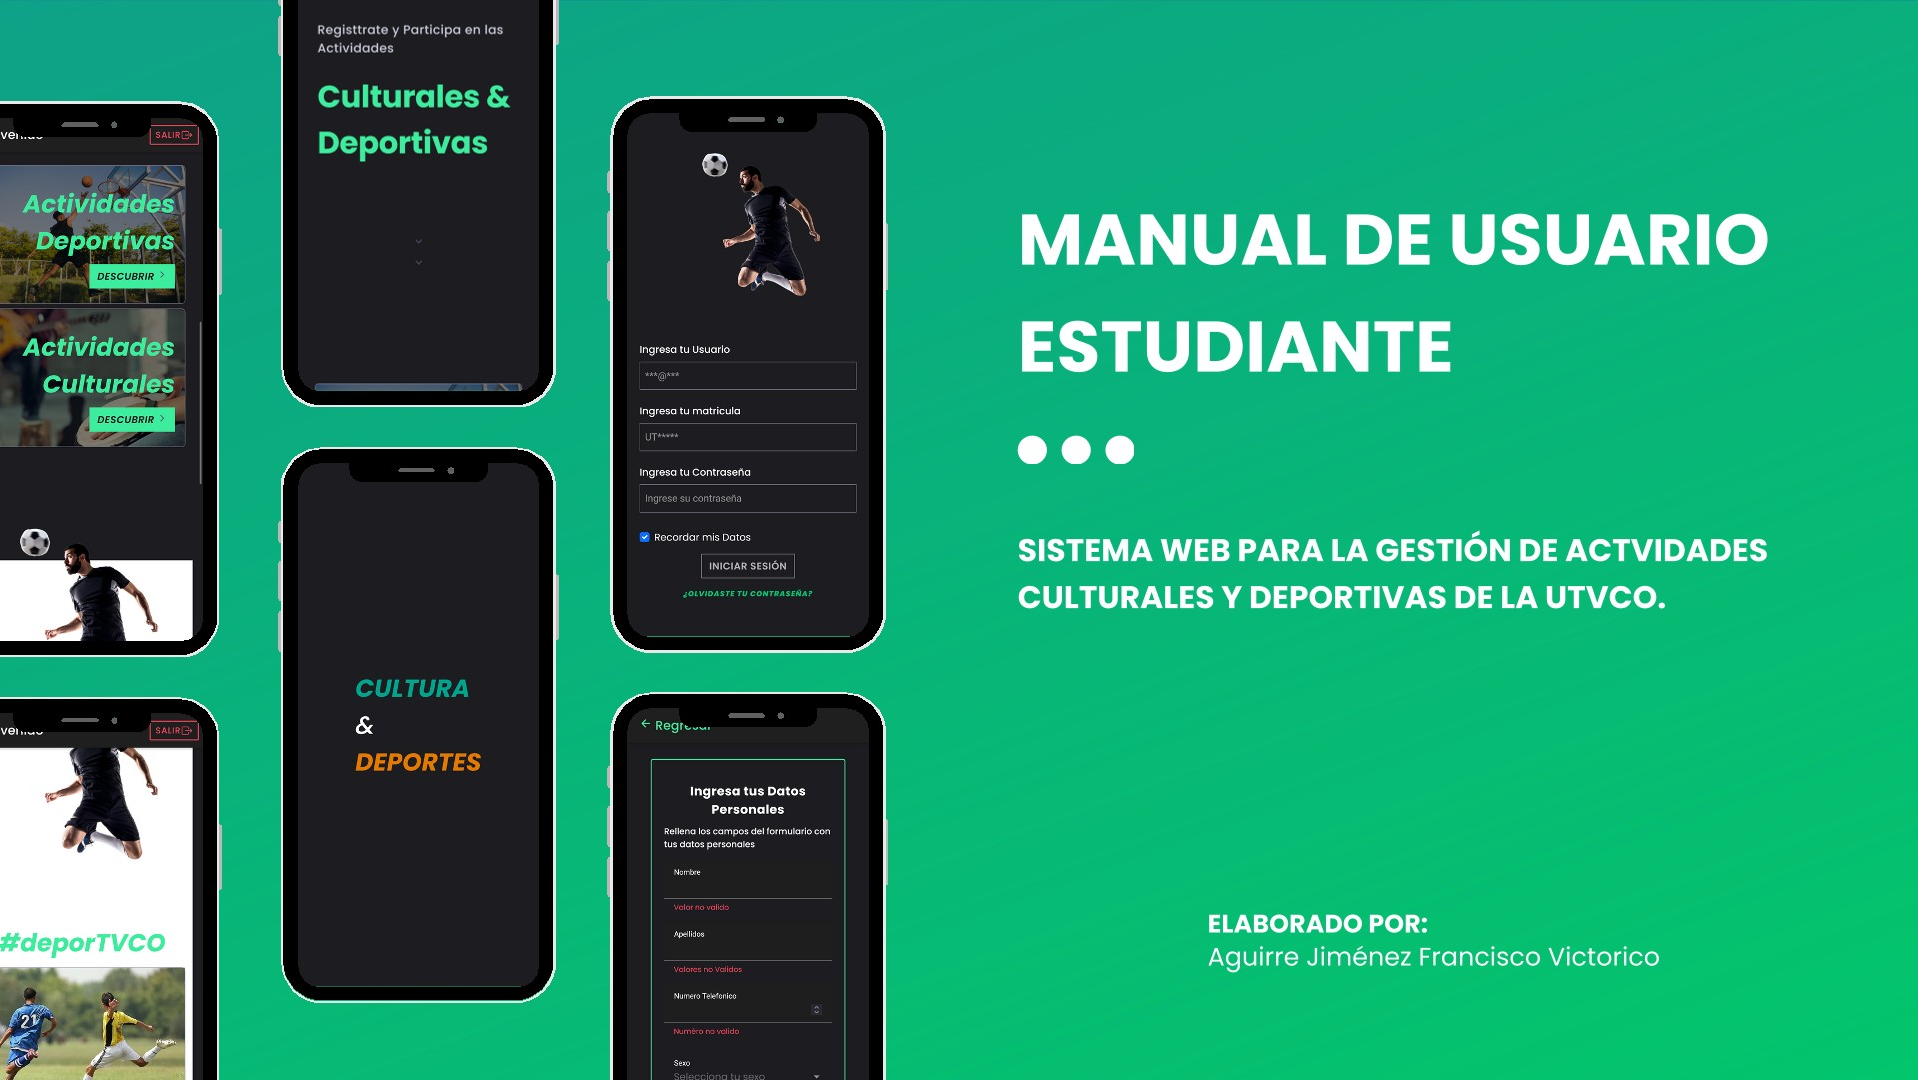 MANUAL DE USUARIO
ESTUDIANTE
SISTEMA WEB PARA LA GESTIÓN DE ACTVIDADES
CULTURALES Y DEPORTIVAS DE LA UTVCO.
ELABORADO POR:
Aguirre Jiménez Francisco Victorico
SALIR
Actividades
Deportivas
DESCUBRIR
Actividades
Culturales
DESCUBRIR
SALIR
#deporTVCO
21
Registtrate y Participa en las
Actividades
Culturales &
Deportivas
CULTURA
&
DEPORTES
Ingresa tu Usuario
***@***
Ingresa tu matricula
UT*****
Ingresa tu Contraseña
Ingrese su contraseña
Recordar mis Datos
INICIAR SESIÓN
¿OLVIDASTE TU CONTRASEÑA?
Regresar
Ingresa tus Datos
Personales
Rellena los campos del formulario con
tus datos personales
Nombre
Valor no valido
Apellidos
Valores no Validos
Numero Telefonico
Numéro no valido
Sexo
Selecciona tu sexo